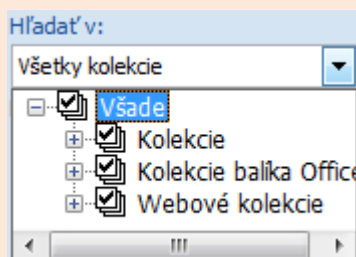 Hľadať v:
Všetky kolekcie
Všade
Kolekcie
Kolekcie balíka Office
Webové kolekcie